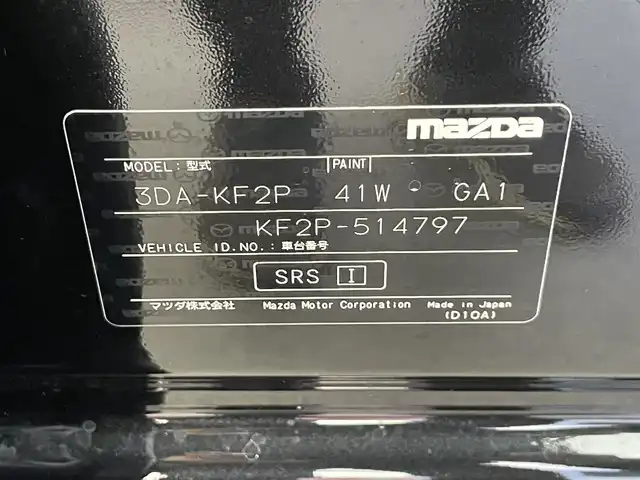 mazda
MODEL : 型式 PAINT
3DA-KF2P 41W GA1
KF2P-514797
VEHICLE ID.NO. : 車台番号
SRS I
マツダ株式会社 Mazda Motor Corporation Made in Japan
(D10A)